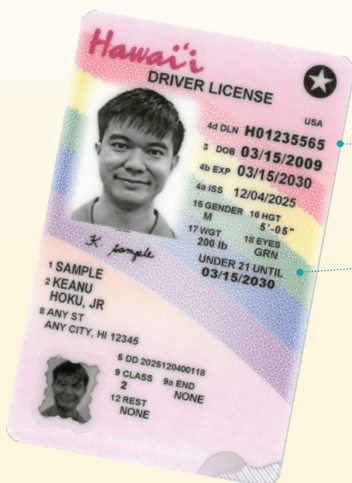 Hawai'i
DRIVER LICENSE
USA
4d DLN H01235565
3 DOB 03/15/2009
4b EXP 03/15/2030
4a ISS 12/04/2025
15 GENDER 16 HGT
M 5'-05"
17 WGT 18 EYES
200 lb GRN
UNDER 21 UNTIL
03/15/2030
K Sample
1 SAMPLE
2 KEANU
HOKU, JR
8 ANY ST
ANY CITY, HI 12345
5 DD 2025120400118
9 CLASS 9a END
2 NONE
12 REST
NONE